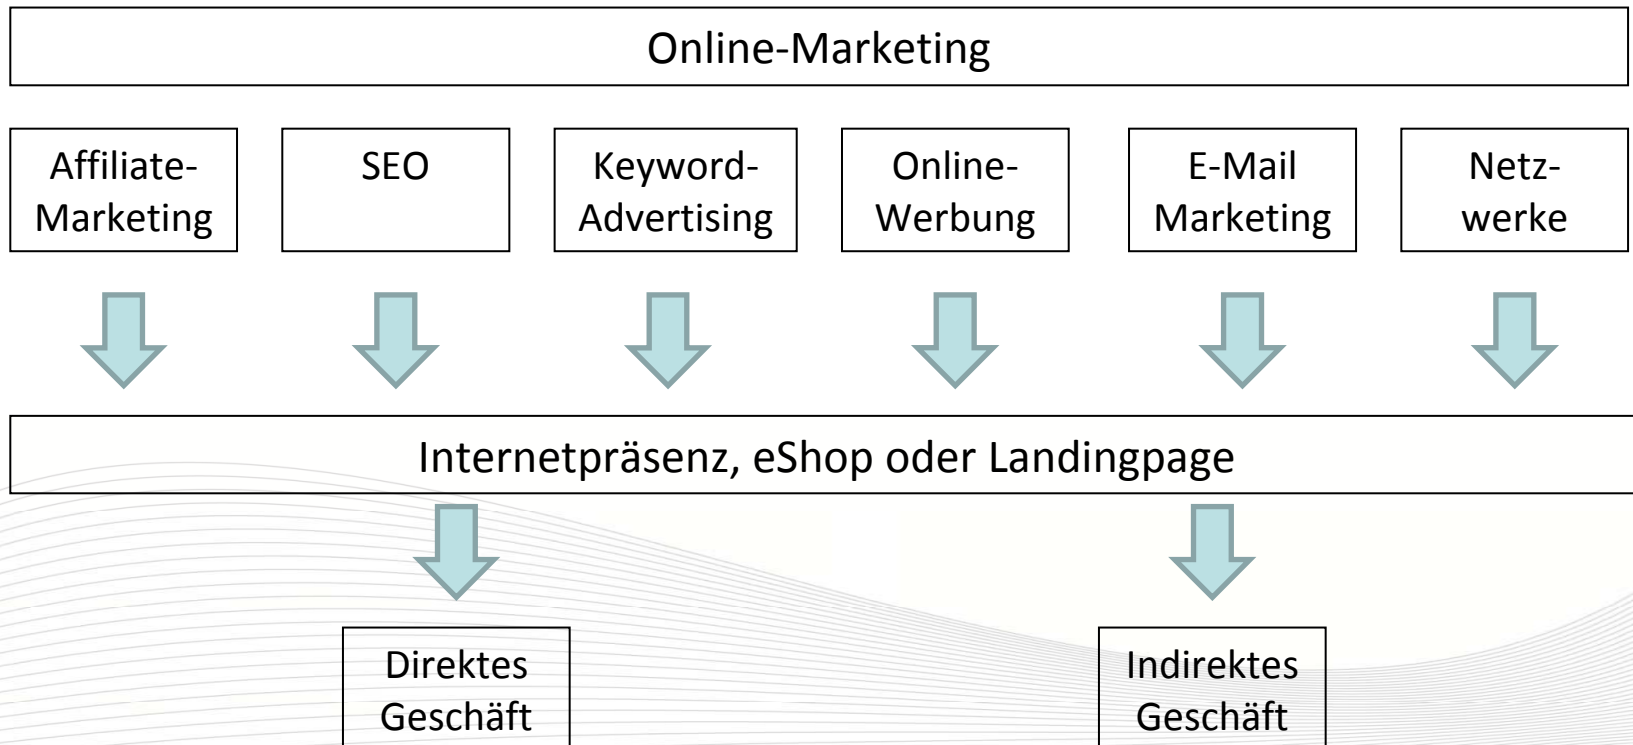 Online-Marketing
Affiliate-
Marketing
SEO
Keyword-
Advertising
Online-
Werbung
E-Mail
Marketing
Netz-
werke
Internetpräsenz, eShop oder Landingpage
Direktes
Geschäft
Indirektes
Geschäft